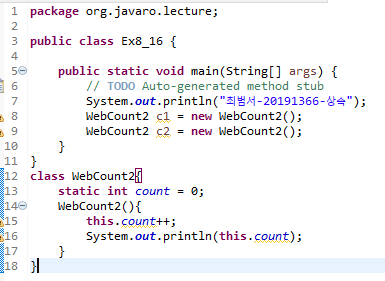 1 package org.javaro.lecture;
2
3 public class Ex8_16 {
4
5 public static void main(String[] args) {
6 // TODO Auto-generated method stub
7 System.out.println("최범서-20191366-상속");
8 WebCount2 c1 = new WebCount2();
9 WebCount2 c2 = new WebCount2();
10 }
11 }
12 class WebCount2{
13 static int count = 0;
14 WebCount2(){
15 this.count++;
16 System.out.println(this.count);
17 }
18 }